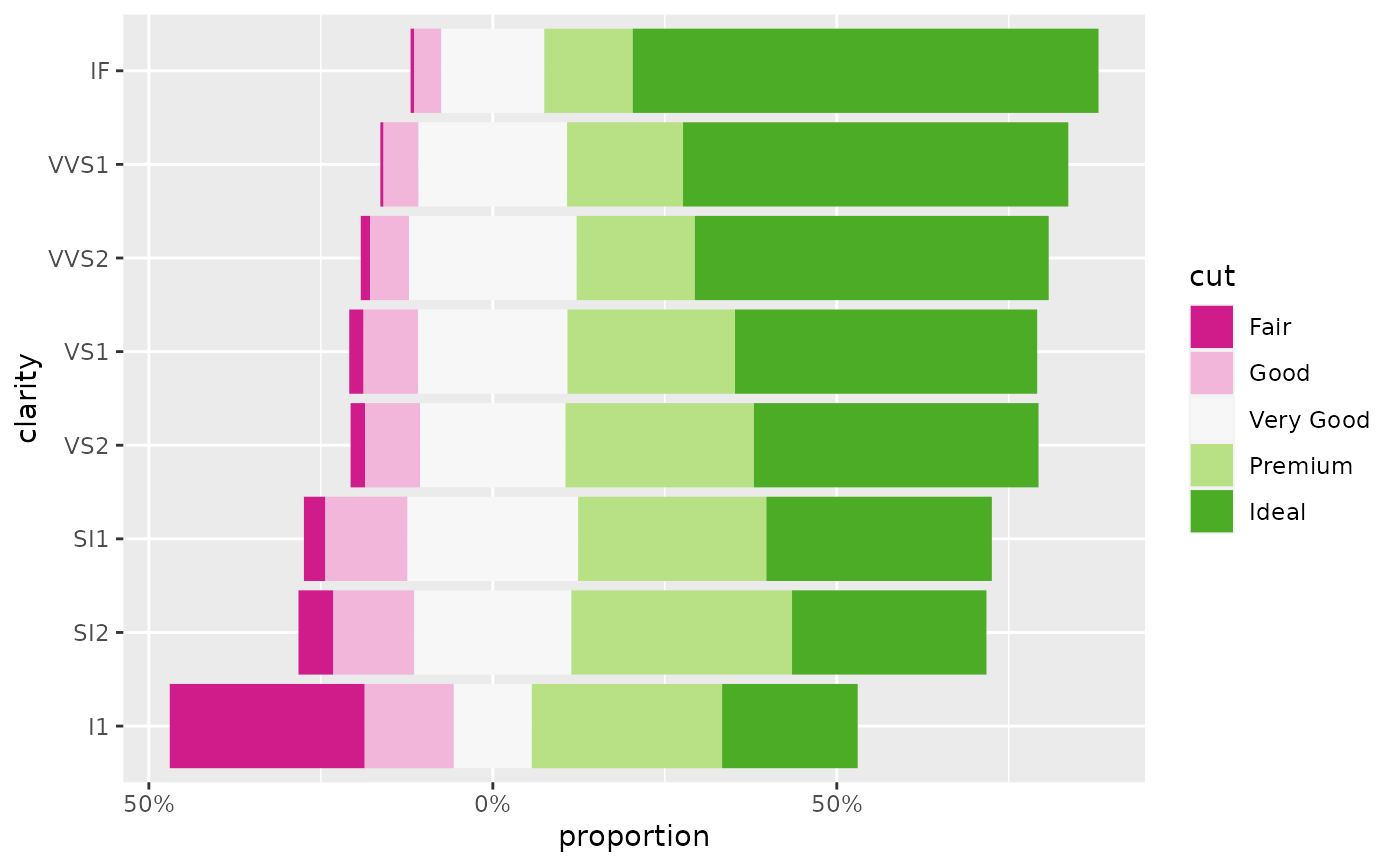 IF
VVS1
VVS2
VS1
VS2
SI1
SI2
I1
clarity
50%
0%
50%
proportion
cut
Fair
Good
Very Good
Premium
Ideal